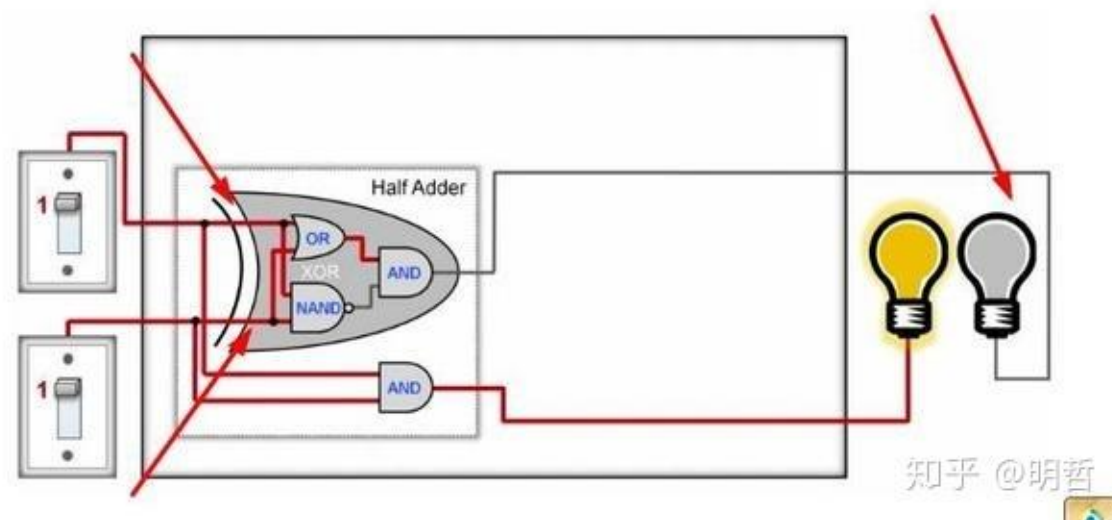 Half Adder
1
OR
XOR
AND
NAND
1
AND
知乎 @明哲